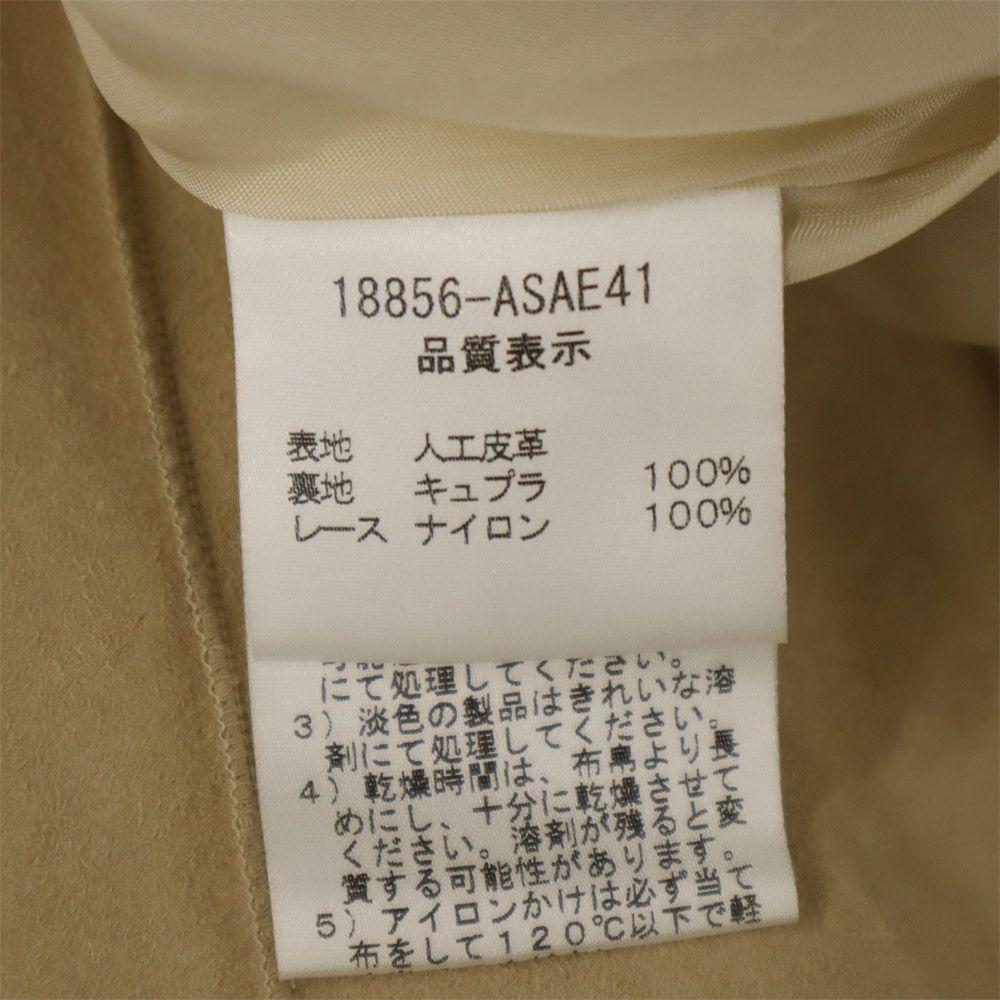 18856-ASAE41
品質表示
表地 人工皮革
裏地 キュプラ 100%
レース ナイロン 100%
にて処理してください。
3) 淡色の製品はきれいな溶
剤にて処理してください。
4) 乾燥時間は、布帛より長
めにし、十分に乾燥させて
ください。溶剤が残ると変
質する可能性があります。
5) アイロンがけは必ず当て
布をして120℃以下で軽